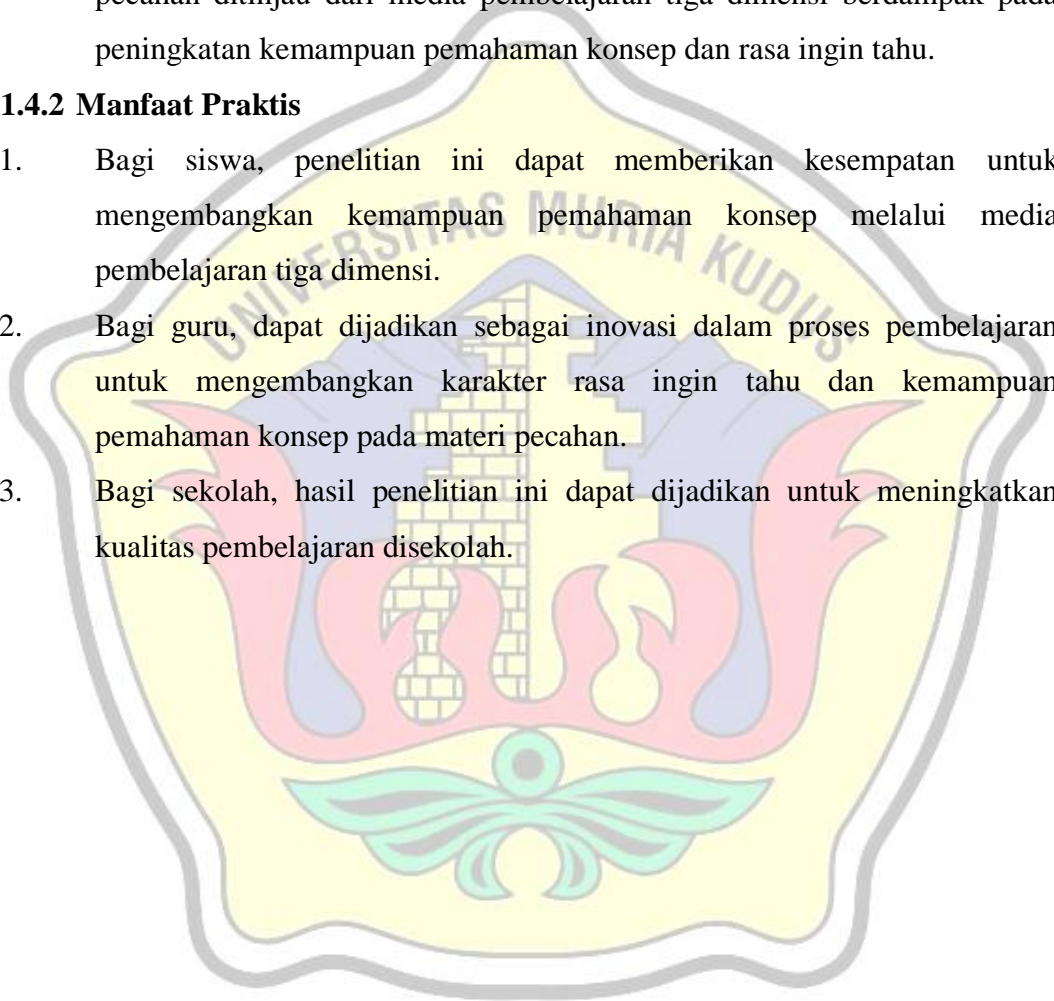 pecahan ditinjau dari media pembelajaran tiga dimensi berdampak pada
peningkatan kemampuan pemahaman konsep dan rasa ingin tahu.
1.4.2 Manfaat Praktis
1. Bagi siswa, penelitian ini dapat memberikan kesempatan untuk
mengembangkan kemampuan pemahaman konsep melalui media
pembelajaran tiga dimensi.
2. Bagi guru, dapat dijadikan sebagai inovasi dalam proses pembelajaran
untuk mengembangkan karakter rasa ingin tahu dan kemampuan
pemahaman konsep pada materi pecahan.
3. Bagi sekolah, hasil penelitian ini dapat dijadikan untuk meningkatkan
kualitas pembelajaran disekolah.
UNIVERSITAS MURIA KUDUS